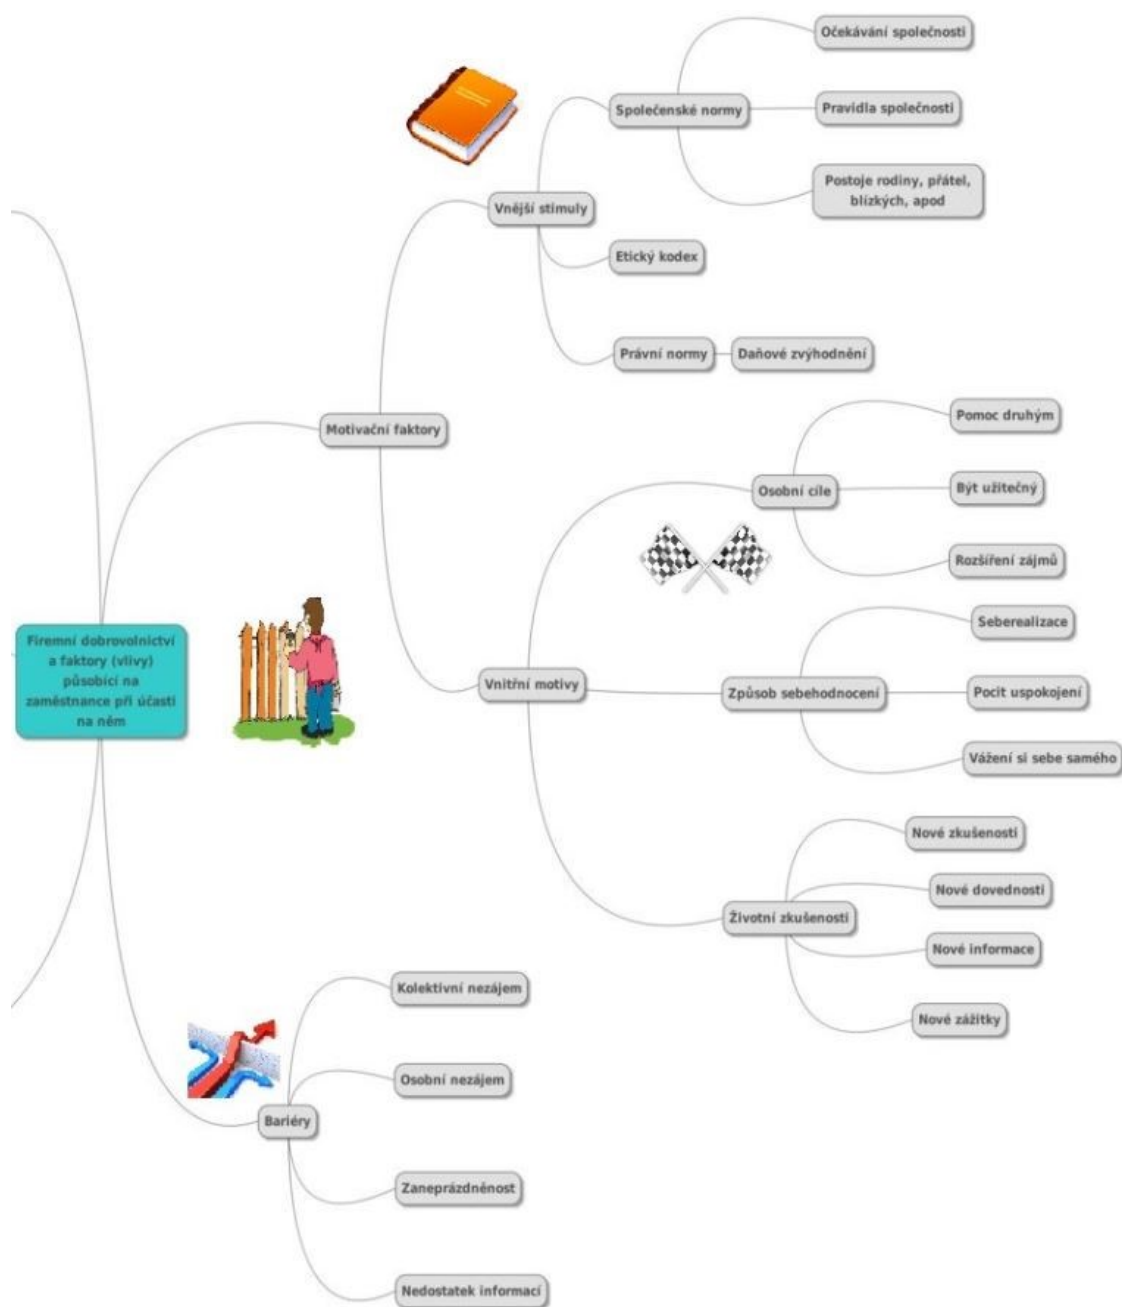 Očekávání společnosti
Společenské normy
Pravidla společnosti
Postoje rodiny, přátel,
blízkých, apod
Vnější stimuly
Etický kodex
Právní normy
Daňové zvýhodnění
Motivační faktory
Pomoc druhým
Osobní cíle
Být užitečný
Rozšíření zájmů
Firemní dobrovolnictví
a faktory (vlivy)
působící na
zaměstnance při účasti
na něm
Vnitřní motivy
Seberealizace
Způsob sebehodnocení
Pocit uspokojení
Vážení si sebe samého
Nové zkušenosti
Nové dovednosti
Životní zkušenosti
Nové informace
Nové zážitky
Kolektivní nezájem
Osobní nezájem
Bariéry
Zaneprázdněnost
Nedostatek informací